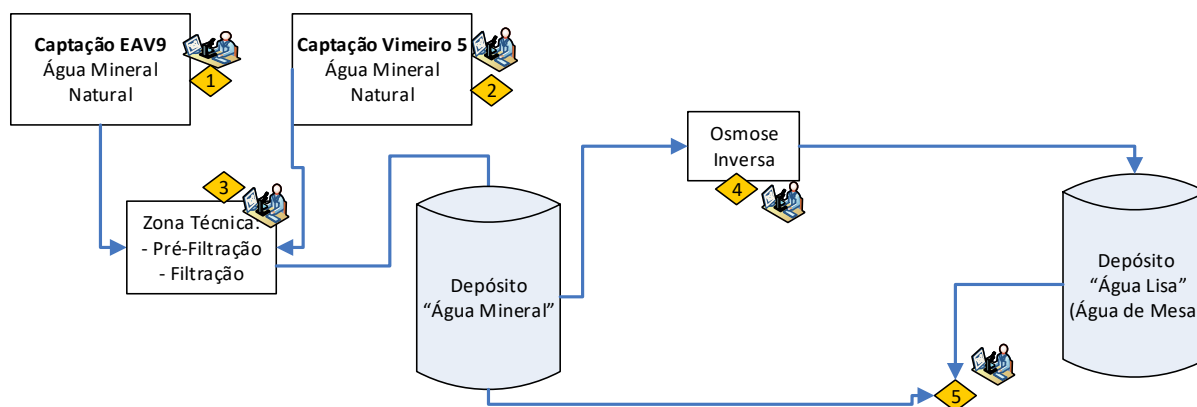 Captação EAV9
Água Mineral
Natural
1
Captação Vimeiro 5
Água Mineral
Natural
2
3
Zona Técnica:
- Pré-Filtração
- Filtração
Depósito
“Água Mineral”
Osmose
Inversa
4
Depósito
“Água Lisa”
(Água de Mesa
5